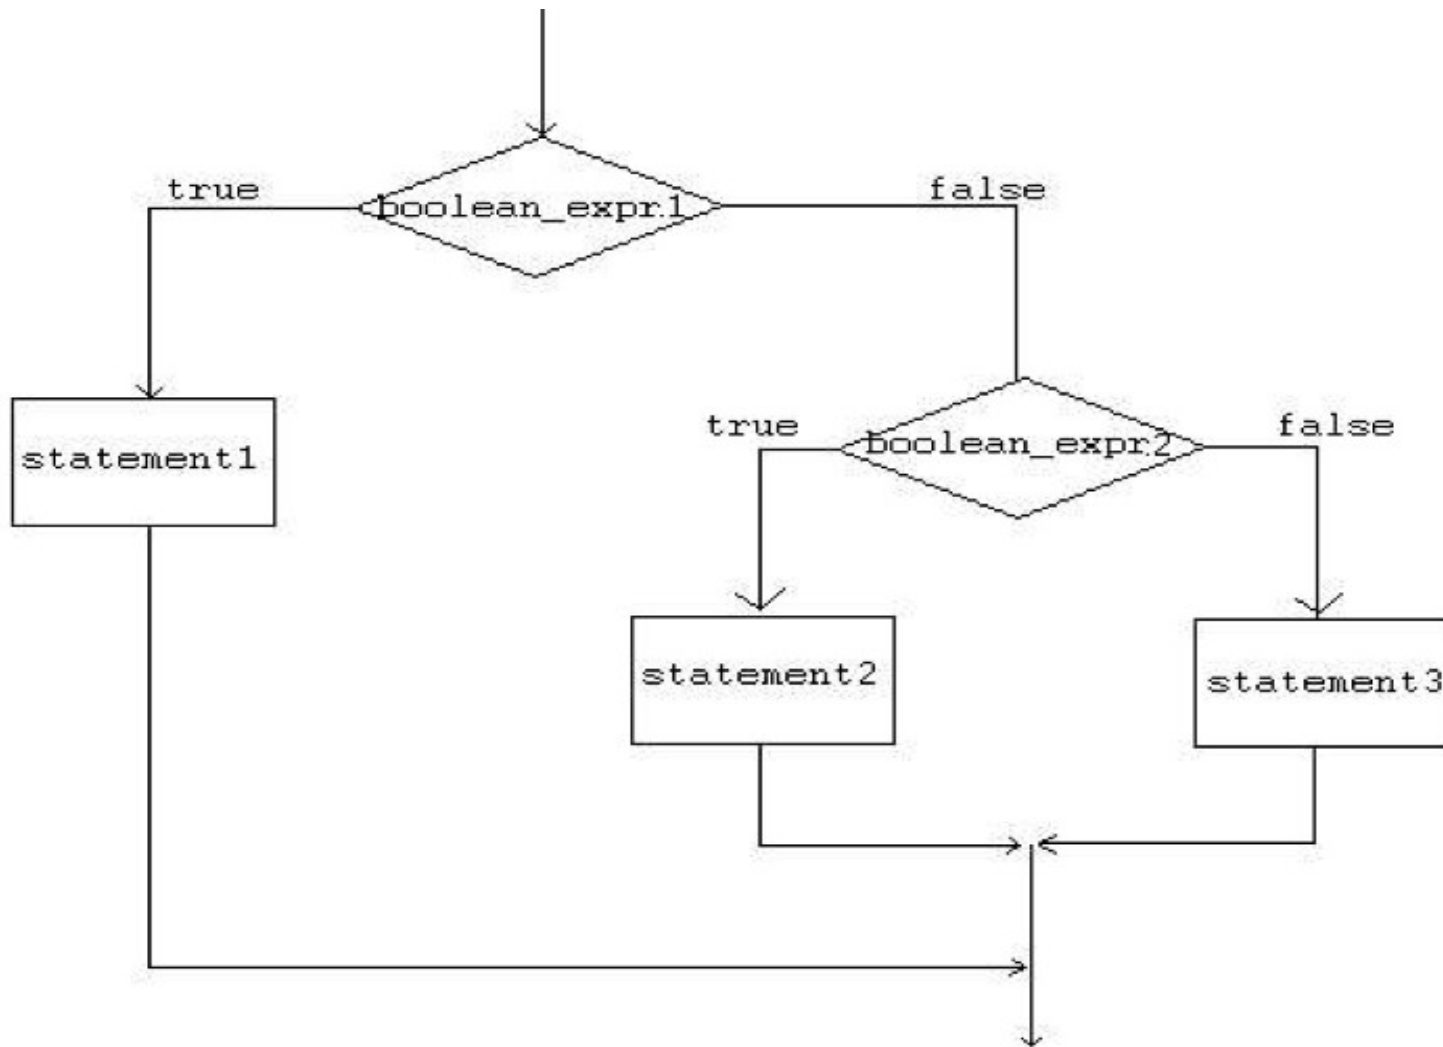 true
false
boolean_expr1
true
false
boolean_expr2
statement1
statement2
statement3